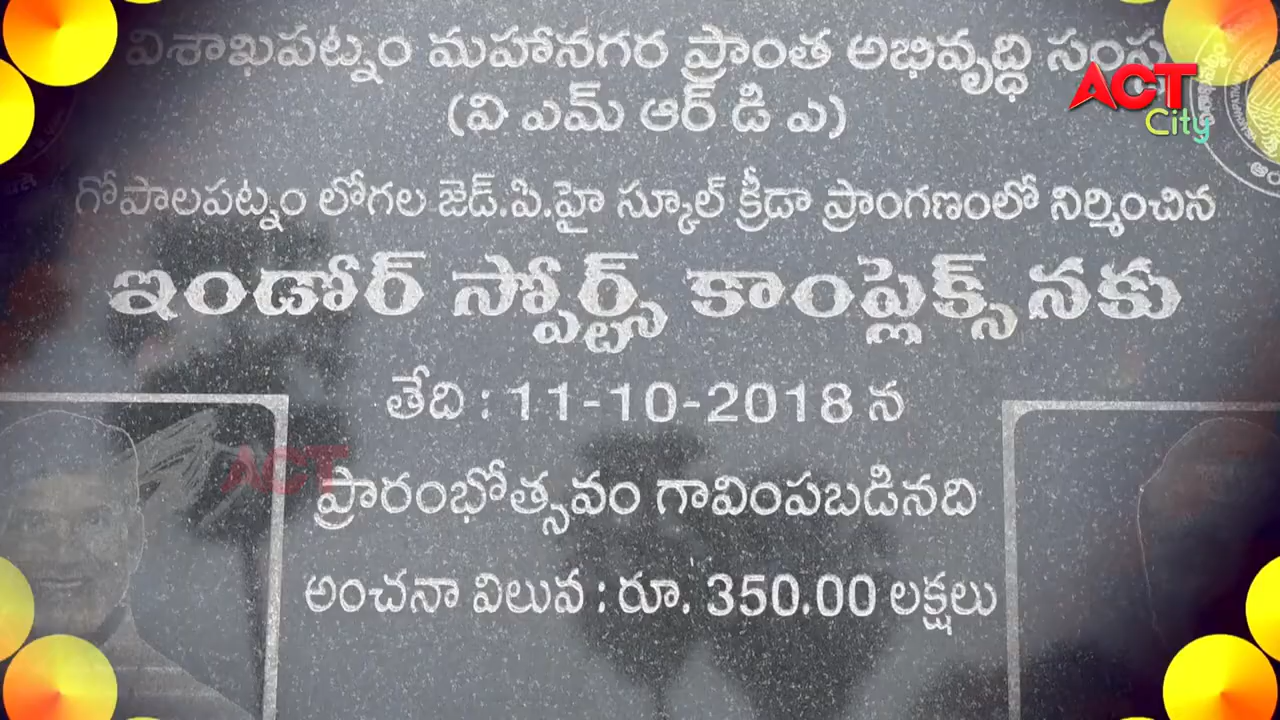 విశాఖపట్నం మహానగర ప్రాంత అభివృద్ధి
(వి ఎమ్ ఆర్ డి ఎ)
ACT
City
గోపాలపట్నం లోగల జెడ్.పి.హై స్కూల్ క్రీడా ప్రాంగణంలో నిర్మించిన
ఇండోర్ స్పోర్ట్స్ కాంప్లెక్స్ నకు
తేది : 11-10-2018 న
ACT
ప్రారంభోత్సవం గావింపబడినది
అంచనా విలువ : రూ. 350.00 లక్షలు